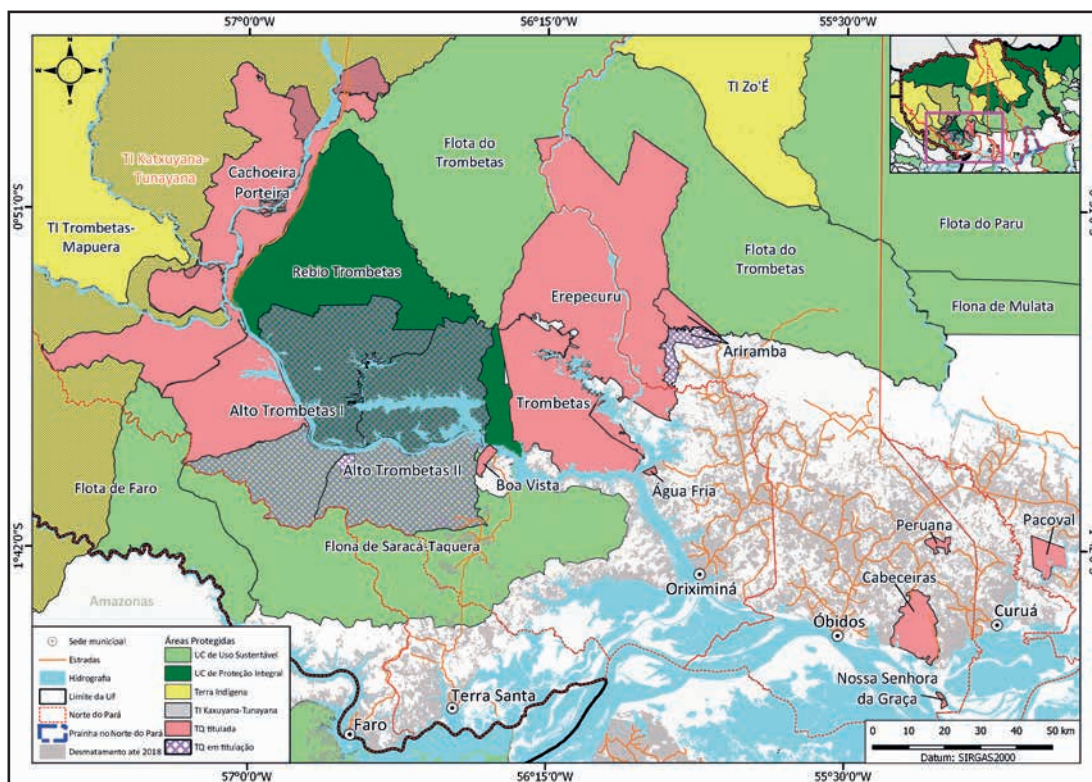 57°0'0"W
56°15'0"W
55°30'0"W
N
W
E
S
TI Zo'É
Flota do
Trombetas
TI Katxuyana-
Tunayana
Cachoeira
Porteira
0°51'0"S
TI Trombetas-
Mapuera
Rebio Trombetas
Flota do
Trombetas
Flota do Paru
Erepecuru
Flona de Mulata
Ariramba
Alto Trombetas I
Trombetas
Alto Trombetas II
Flota de Faro
Boa Vista
Água Fria
1°42'0"S
Flona de Saracá-Taquera
Peruana
Pacoval
Oriximiná
Cabeceiras
Amazonas
Óbidos
Curuá
Nossa Senhora
da Graça
Terra Santa
Faro
Sede municipal
Estradas
Hidrografia
Limite da UF
Norte do Pará
Prainha no Norte do Pará
Desmatamento até 2018
Áreas Protegidas
UC de Uso Sustentável
UC de Proteção Integral
Terra Indígena
TI Kaxuyana-Tunayana
TQ titulada
TQ em titulação
0 10 20 30 40 50 km
Datum: SIRGAS2000
57°0'0"W
56°15'0"W
55°30'0"W